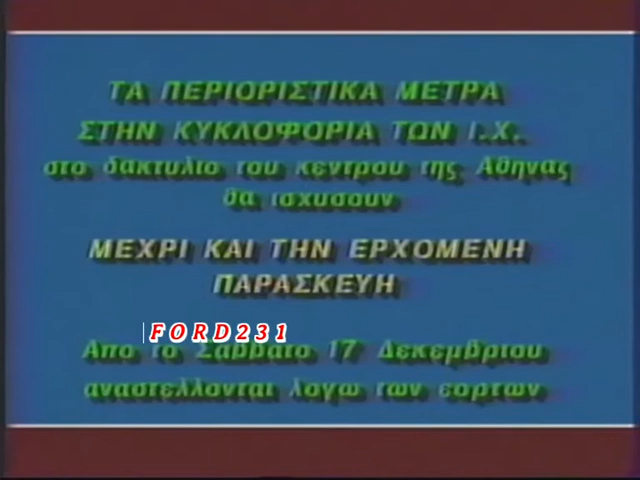 ΤΑ ΠΕΡΙΟΡΙΣΤΙΚΑ ΜΕΤΡΑ
ΣΤΗΝ ΚΥΚΛΟΦΟΡΙΑ ΤΩΝ Ι.Χ.
στο δακτυλιο του κεντρου της Αθηνας
θα ισχυσουν
ΜΕΧΡΙ ΚΑΙ ΤΗΝ ΕΡΧΟΜΕΝΗ
ΠΑΡΑΣΚΕΥΗ
FORD231
Απο το Σαββατο 17 Δεκεμβριου
αναστελλονται λογω των εορτων